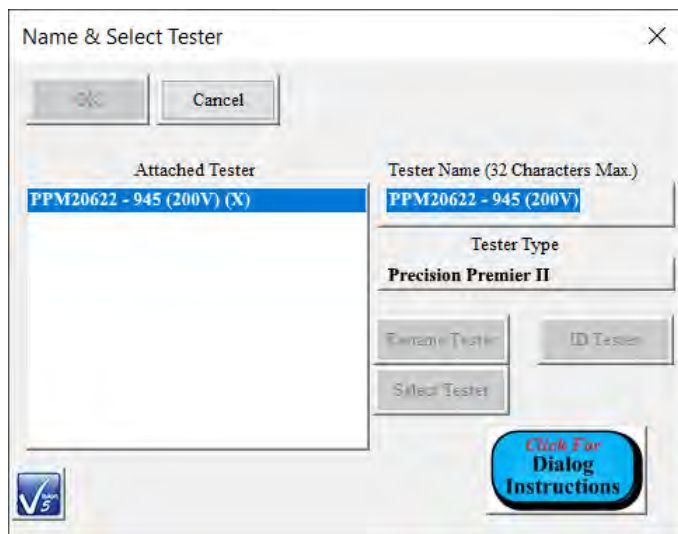 Name & Select Tester
OK
Cancel
Attached Tester
Tester Name (32 Characters Max.)
PPM20622 - 945 (200V) (X)
PPM20622 - 945 (200V)
Tester Type
Precision Premier II
Rename Tester
ID Tester
Select Tester
Click For
Dialog
Instructions
5